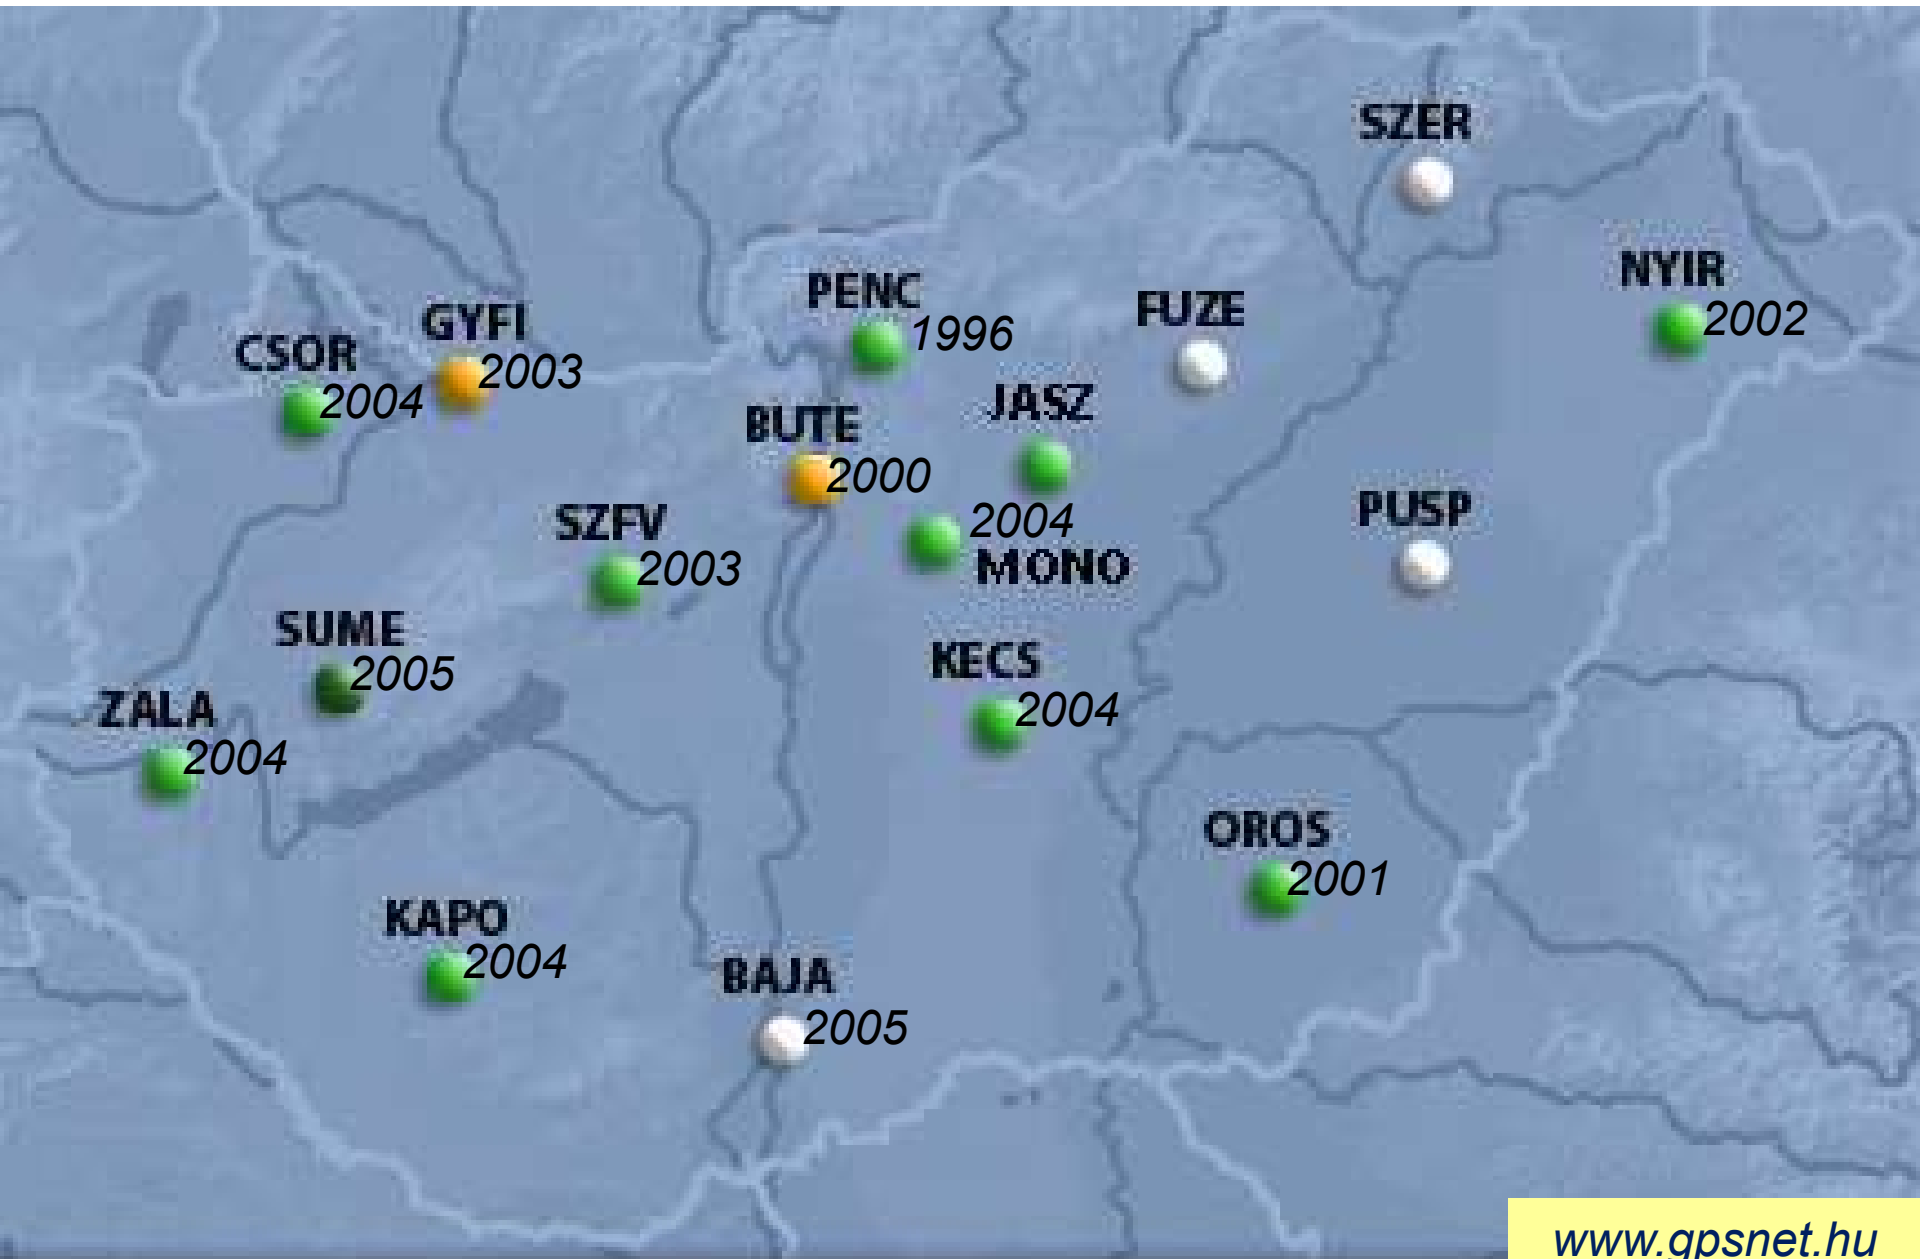 SZER
NYIR
2002
PENC
1996
FUZE
GYFI
2003
CSOR
2004
JASZ
BUTE
2000
2004
MONO
SZFV
2003
PUSP
SUME
2005
KECS
2004
ZALA
2004
OROS
2001
KAPO
2004
BAJA
2005
www.gpsnet.hu